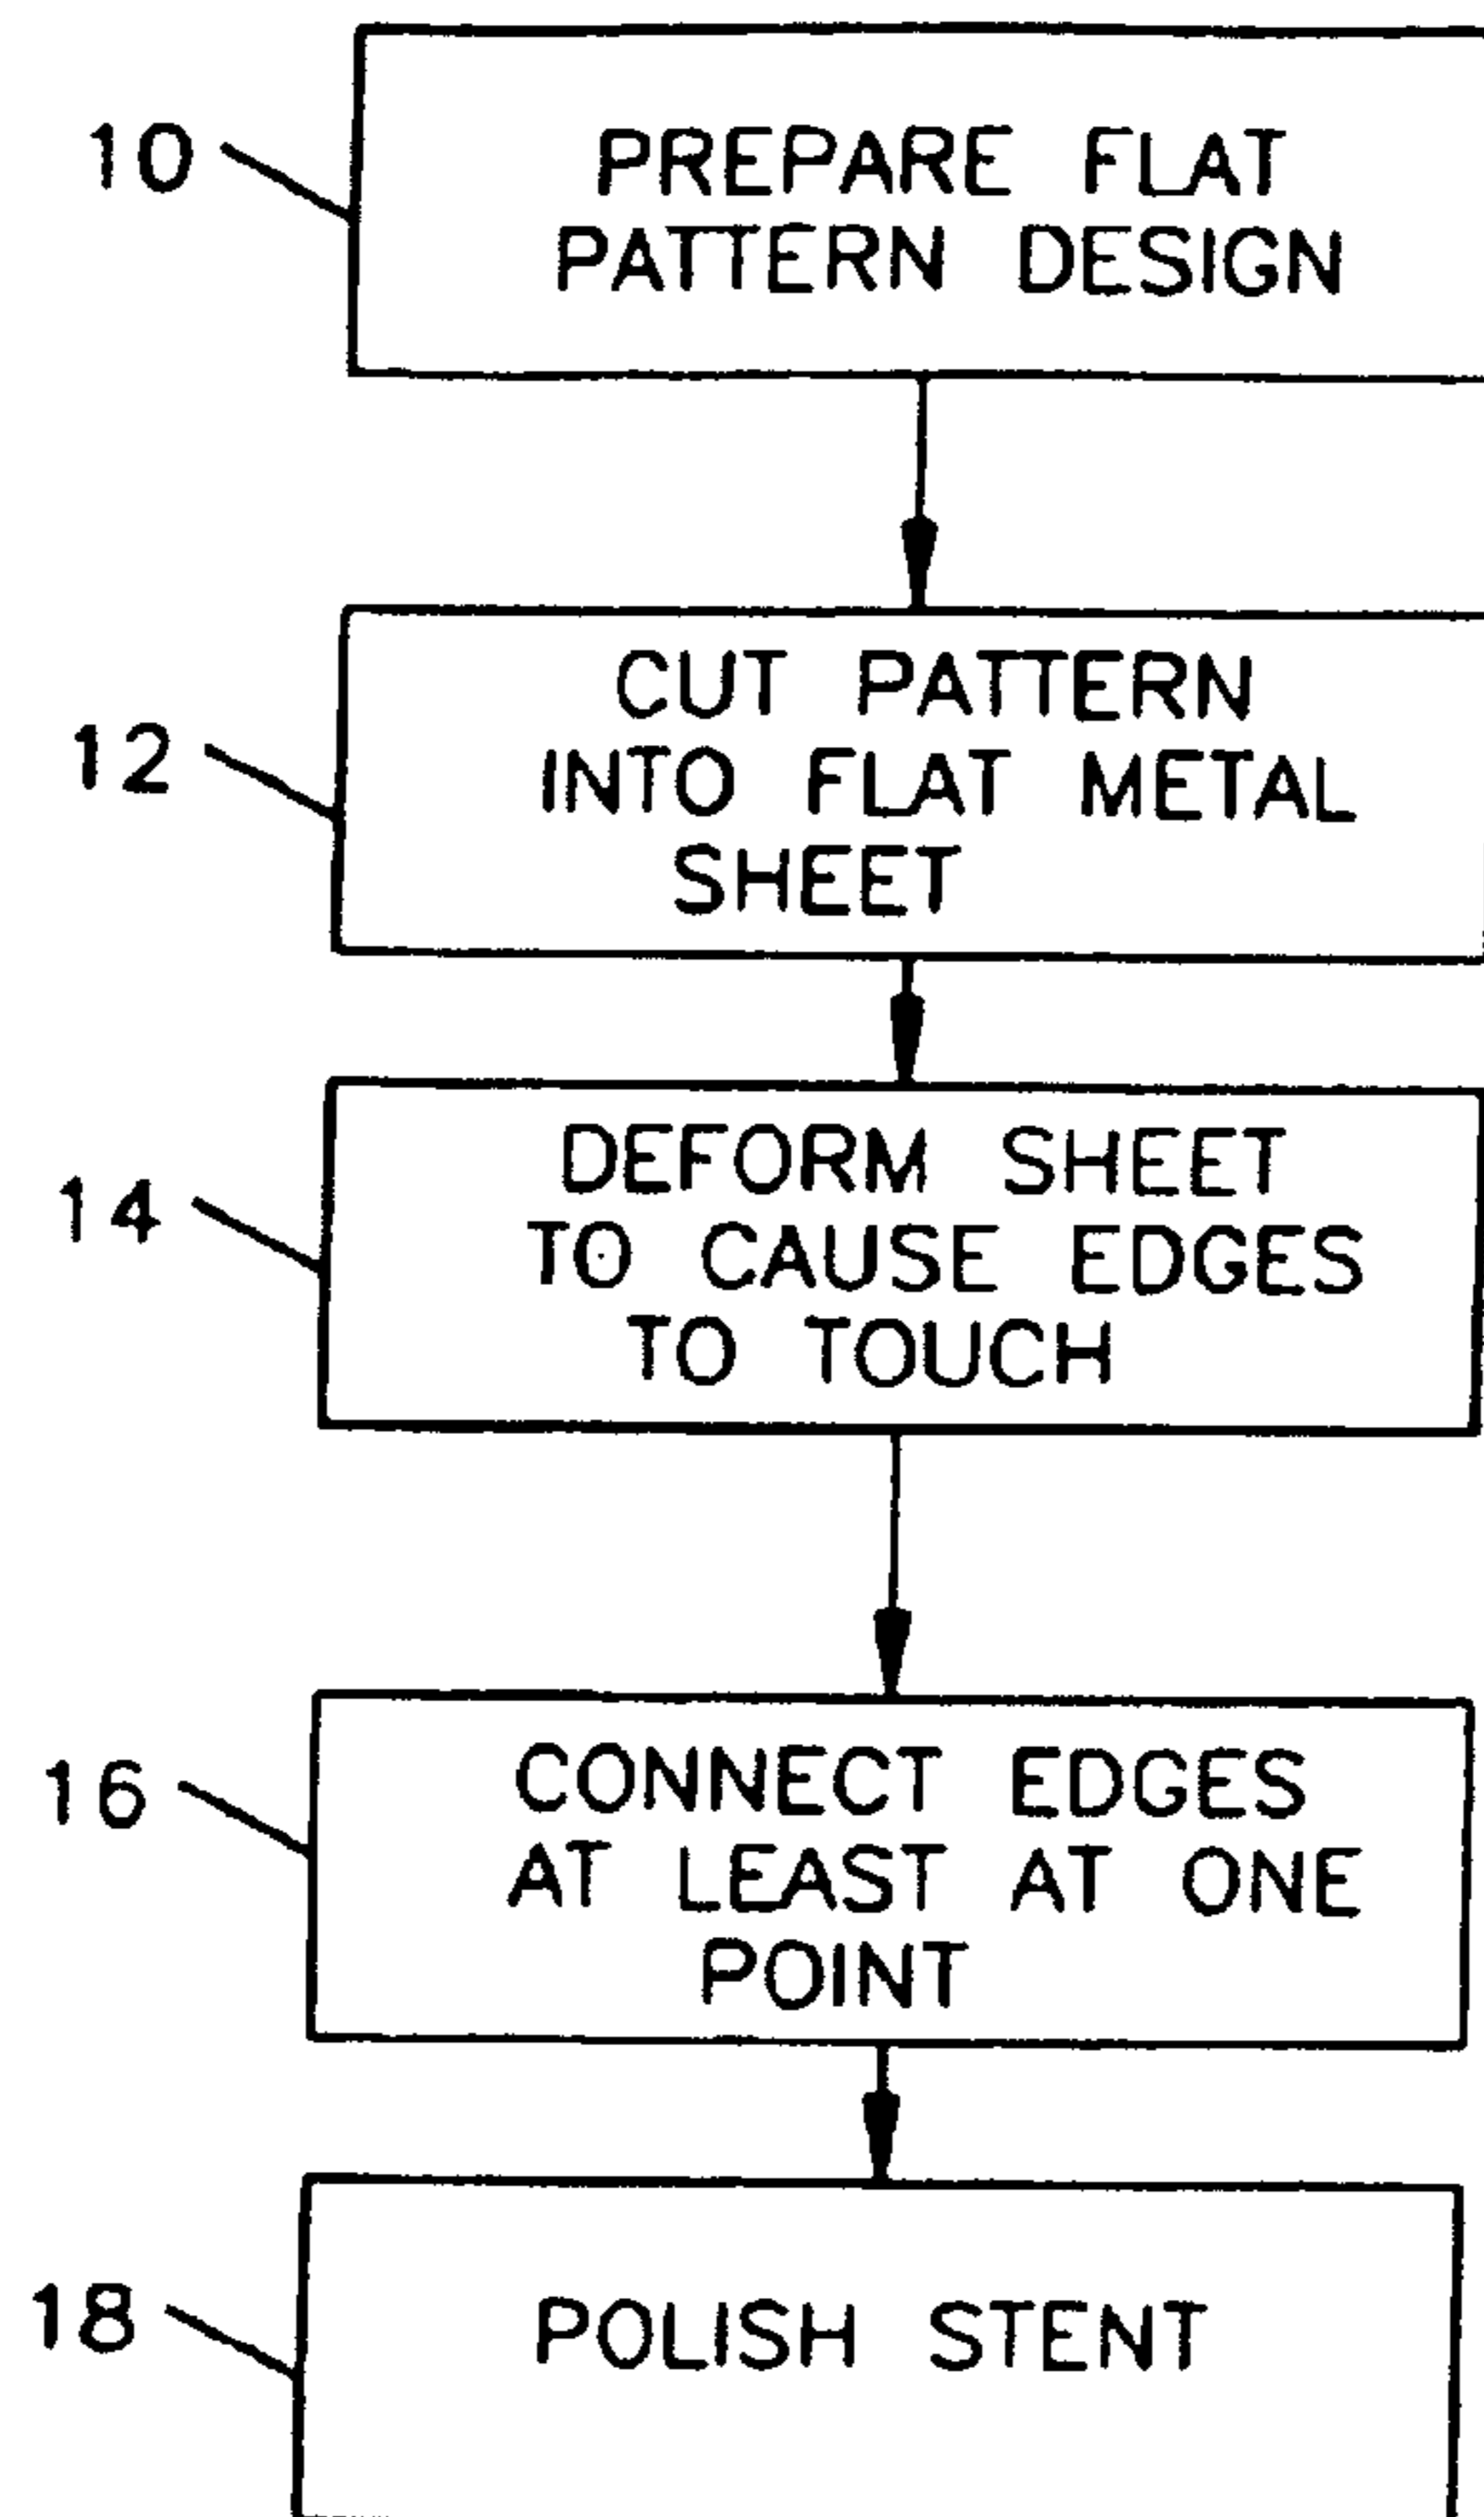 10
PREPARE FLAT
PATTERN DESIGN
12
CUT PATTERN
INTO FLAT METAL
SHEET
14
DEFORM SHEET
TO CAUSE EDGES
TO TOUCH
16
CONNECT EDGES
AT LEAST AT ONE
POINT
18
POLISH STENT